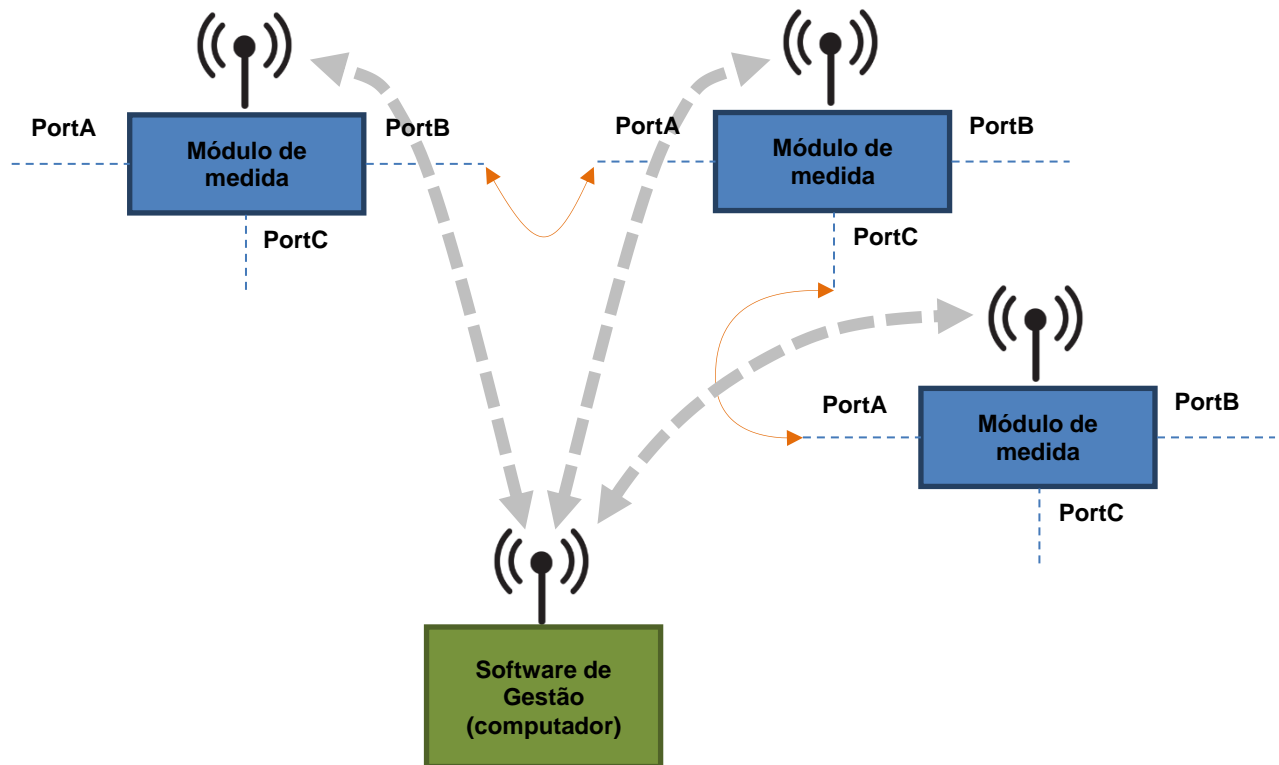 PortA
Módulo de
medida
PortB
PortC
PortA
Módulo de
medida
PortB
PortC
PortA
Módulo de
medida
PortB
PortC
Software de
Gestão
(computador)